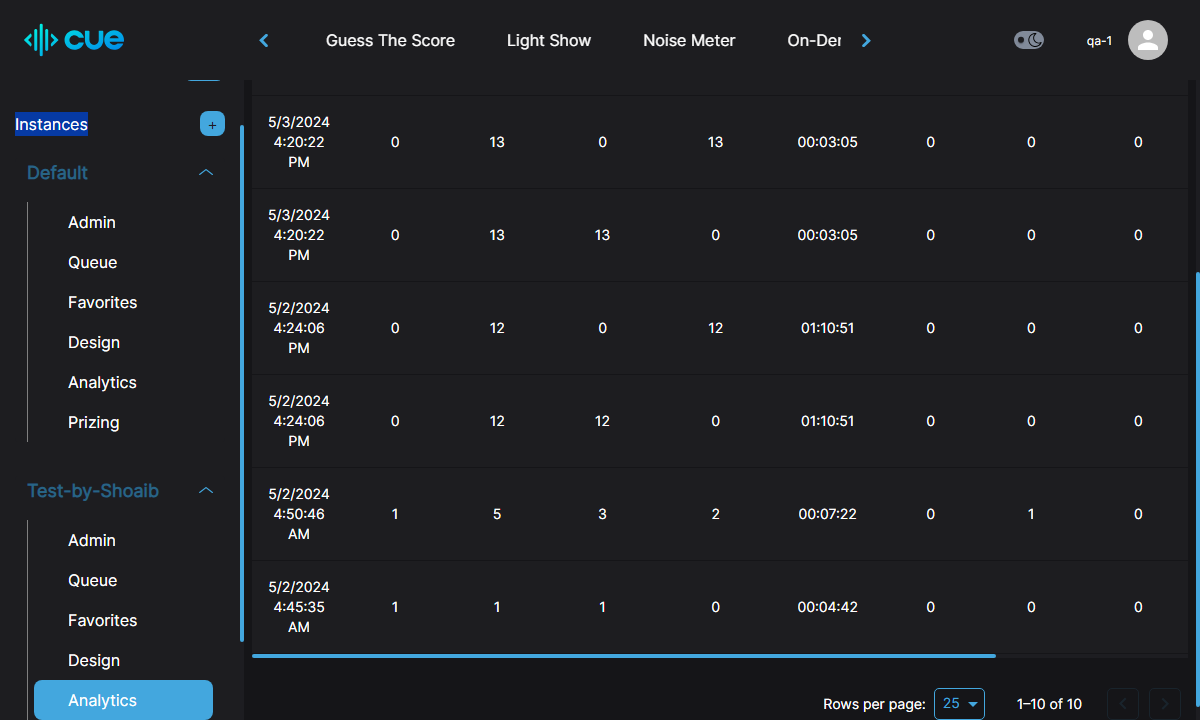 cue
Guess The Score
Light Show
Noise Meter
On-Der
qa-1
Instances
+
Default
Admin
Queue
Favorites
Design
Analytics
Prizing
Test-by-Shoaib
Admin
Queue
Favorites
Design
Analytics
5/3/2024
4:20:22 0 13 0 13 00:03:05 0 0 0
PM
5/3/2024
4:20:22 0 13 13 0 00:03:05 0 0 0
PM
5/2/2024
4:24:06 0 12 0 12 01:10:51 0 0 0
PM
5/2/2024
4:24:06 0 12 12 0 01:10:51 0 0 0
PM
5/2/2024
4:50:46 1 5 3 2 00:07:22 0 1 0
AM
5/2/2024
4:45:35 1 1 1 0 00:04:42 0 0 0
AM
Rows per page: 25 1–10 of 10